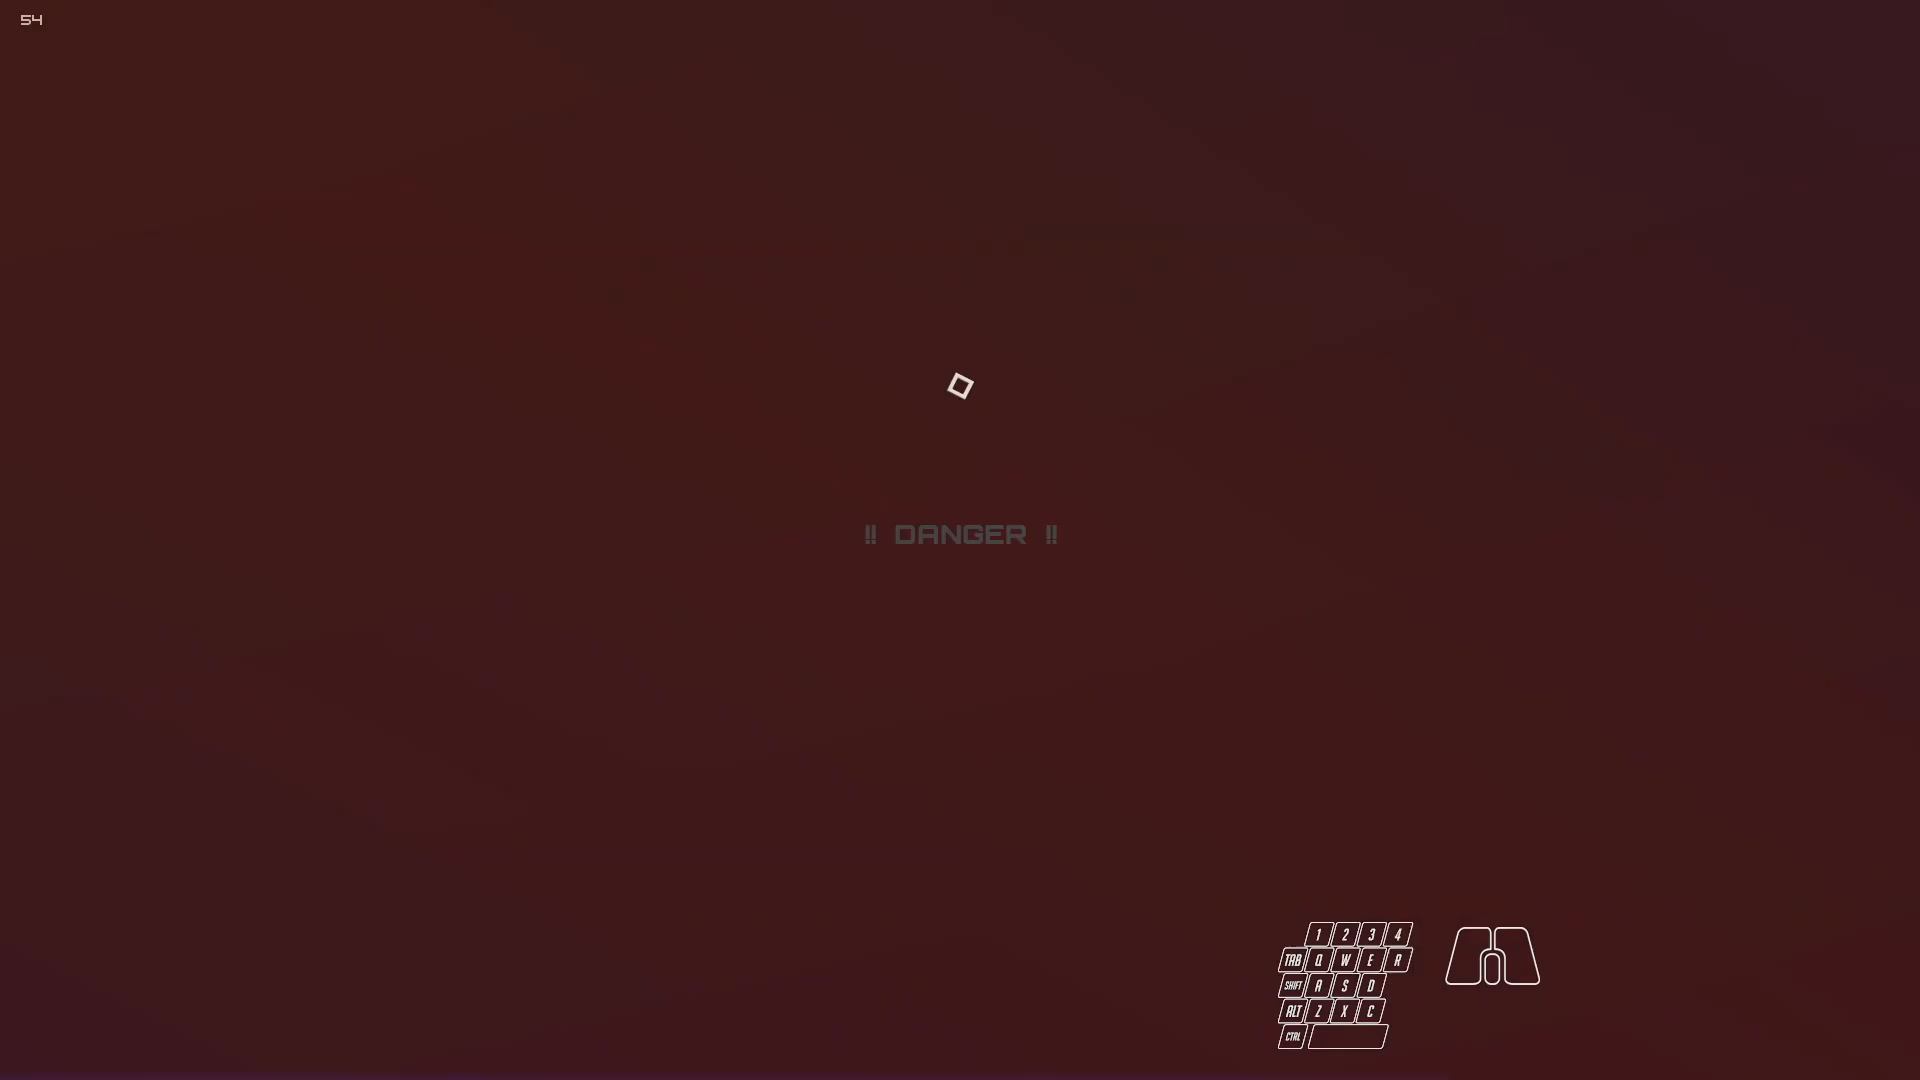 54
!! DANGER !!
1 2 3 4
TAB Q W E R
SHIFT A S D
ALT Z X C
CTRL